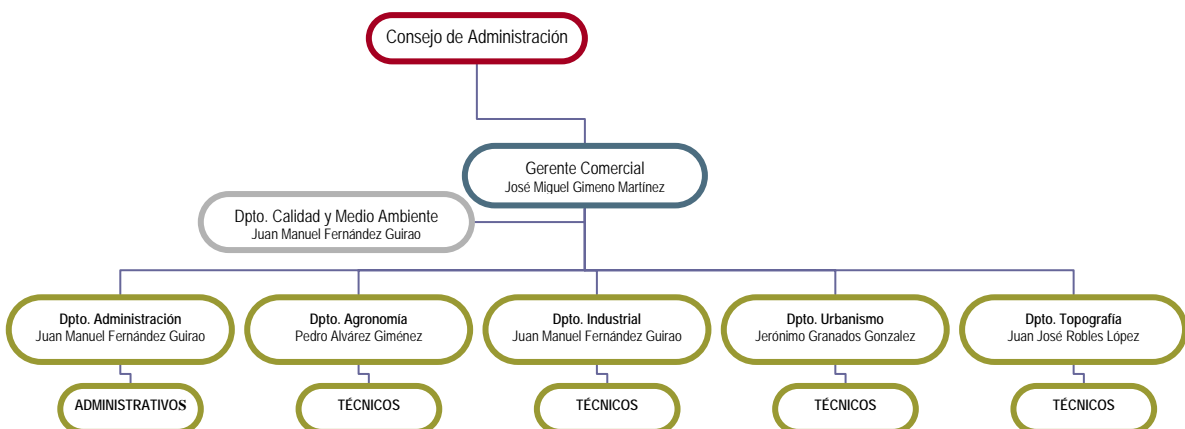 Consejo de Administración
Gerente Comercial
José Miguel Gimeno Martínez
Dpto. Calidad y Medio Ambiente
Juan Manuel Fernández Guirao
Dpto. Administración
Juan Manuel Fernández Guirao
Dpto. Agronomía
Pedro Alvárez Giménez
Dpto. Industrial
Juan Manuel Fernández Guirao
Dpto. Urbanismo
Jerónimo Granados Gonzalez
Dpto. Topografía
Juan José Robles López
ADMINISTRATIVOS
TÉCNICOS
TÉCNICOS
TÉCNICOS
TÉCNICOS